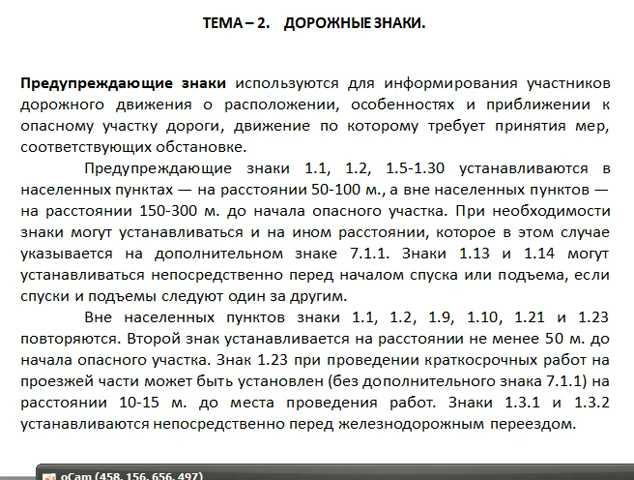 ТЕМА – 2. ДОРОЖНЫЕ ЗНАКИ.
Предупреждающие знаки используются для информирования участников
дорожного движения о расположении, особенностях и приближении к
опасному участку дороги, движение по которому требует принятия мер,
соответствующих обстановке.
Предупреждающие знаки 1.1, 1.2, 1.5-1.30 устанавливаются в
населенных пунктах — на расстоянии 50-100 м., а вне населенных пунктов —
на расстоянии 150-300 м. до начала опасного участка. При необходимости
знаки могут устанавливаться и на ином расстоянии, которое в этом случае
указывается на дополнительном знаке 7.1.1. Знаки 1.13 и 1.14 могут
устанавливаться непосредственно перед началом спуска или подъема, если
спуски и подъемы следуют один за другим.
Вне населенных пунктов знаки 1.1, 1.2, 1.9, 1.10, 1.21 и 1.23
повторяются. Второй знак устанавливается на расстоянии не менее 50 м. до
начала опасного участка. Знак 1.23 при проведении краткосрочных работ на
проезжей части может быть установлен (без дополнительного знака 7.1.1) на
расстоянии 10-15 м. до места проведения работ. Знаки 1.3.1 и 1.3.2
устанавливаются непосредственно перед железнодорожным переездом.
oCam (458, 156, 656, 497)